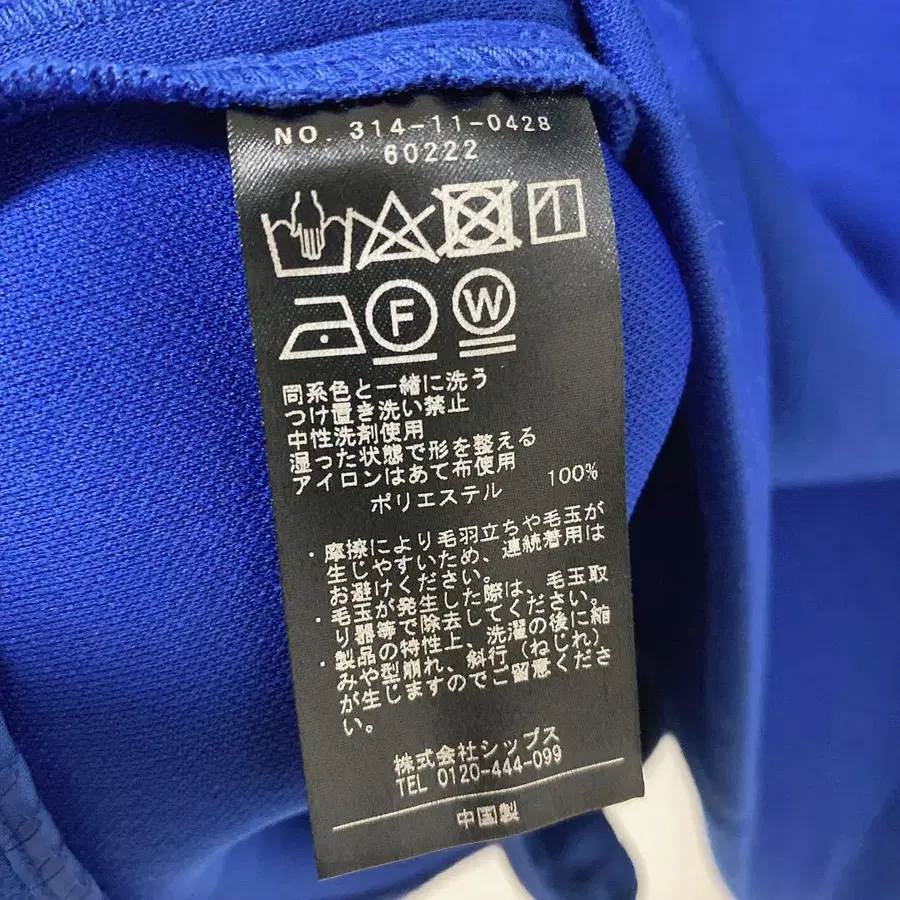 NO. 314-11-0428
60222
F
W
同系色と一緒に洗う
つけ置き洗い禁止
中性洗剤使用
湿った状態で形を整える
アイロンはあて布使用
ポリエステル 100%
・摩擦により毛羽立ちや毛玉が
生じやすいため、連続着用は
お避けください。
・毛玉が発生した際は、毛玉取
り器等で除去してください。
・製品の特性上、洗濯の後に縮
みや型崩れ、斜行(ねじれ)
が生じますのでご留意くださ
い。
株式会社シップス
TEL 0120-444-099
中国製